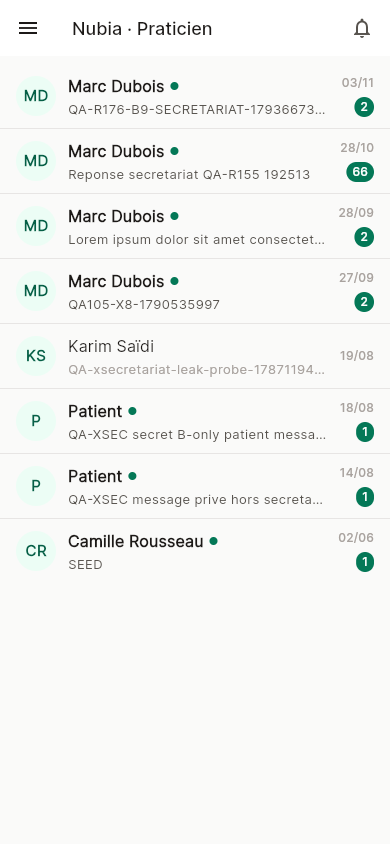 Nubia · Praticien
MD
Marc Dubois
03/11
QA-R176-B9-SECRETARIAT-17936673...
2
MD
Marc Dubois
28/10
Reponse secretariat QA-R155 192513
66
MD
Marc Dubois
28/09
Lorem ipsum dolor sit amet consectet...
2
MD
Marc Dubois
27/09
QA105-X8-1790535997
2
KS
Karim Saïdi
19/08
QA-xsecretariat-leak-probe-17871194...
P
Patient
18/08
QA-XSEC secret B-only patient messa...
1
P
Patient
14/08
QA-XSEC message prive hors secreta...
1
CR
Camille Rousseau
02/06
SEED
1